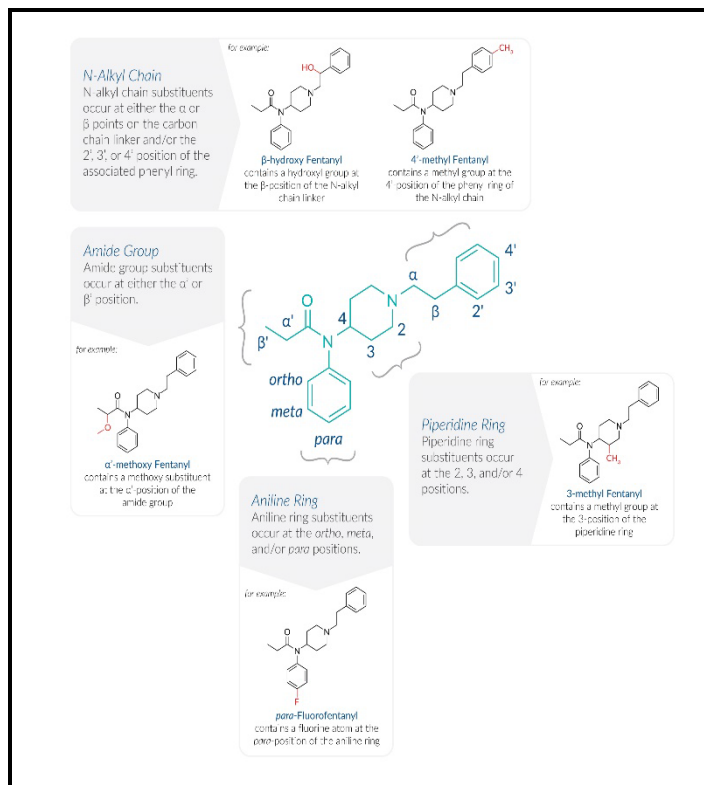 N-Alkyl Chain
N-alkyl chain substituents
occur at either the α or
β points on the carbon
chain linker and/or the
2', 3', or 4' position of the
associated phenyl ring.
for example:
HO
O
N
N
β-hydroxy Fentanyl
contains a hydroxyl group at
the β-position of the N-alkyl
chain linker
CH₃
O
N
N
4'-methyl Fentanyl
contains a methyl group at the
4' position of the phenyl ring of
the N-alkyl chain
Amide Group
Amide group substituents
occur at either the α' or
β' position.
for example:
O
O
N
N
α'-methoxy Fentanyl
contains a methoxy substituent
at the α'-position of the
amide group
4'
3'
2'
α
β
N
O
α'
β'
4
2
3
N
ortho
meta
para
Piperidine Ring
Piperidine ring
substituents occur
at the 2, 3, and/or 4
positions.
for example:
N
O
N
CH₃
3-methyl Fentanyl
contains a methyl group at
the 3-position of the
piperidine ring
Aniline Ring
Aniline ring substituents
occur at the ortho, meta,
and/or para positions.
for example:
O
N
N
F
para-Fluorofentanyl
contains a fluorine atom at the
para-position of the aniline ring